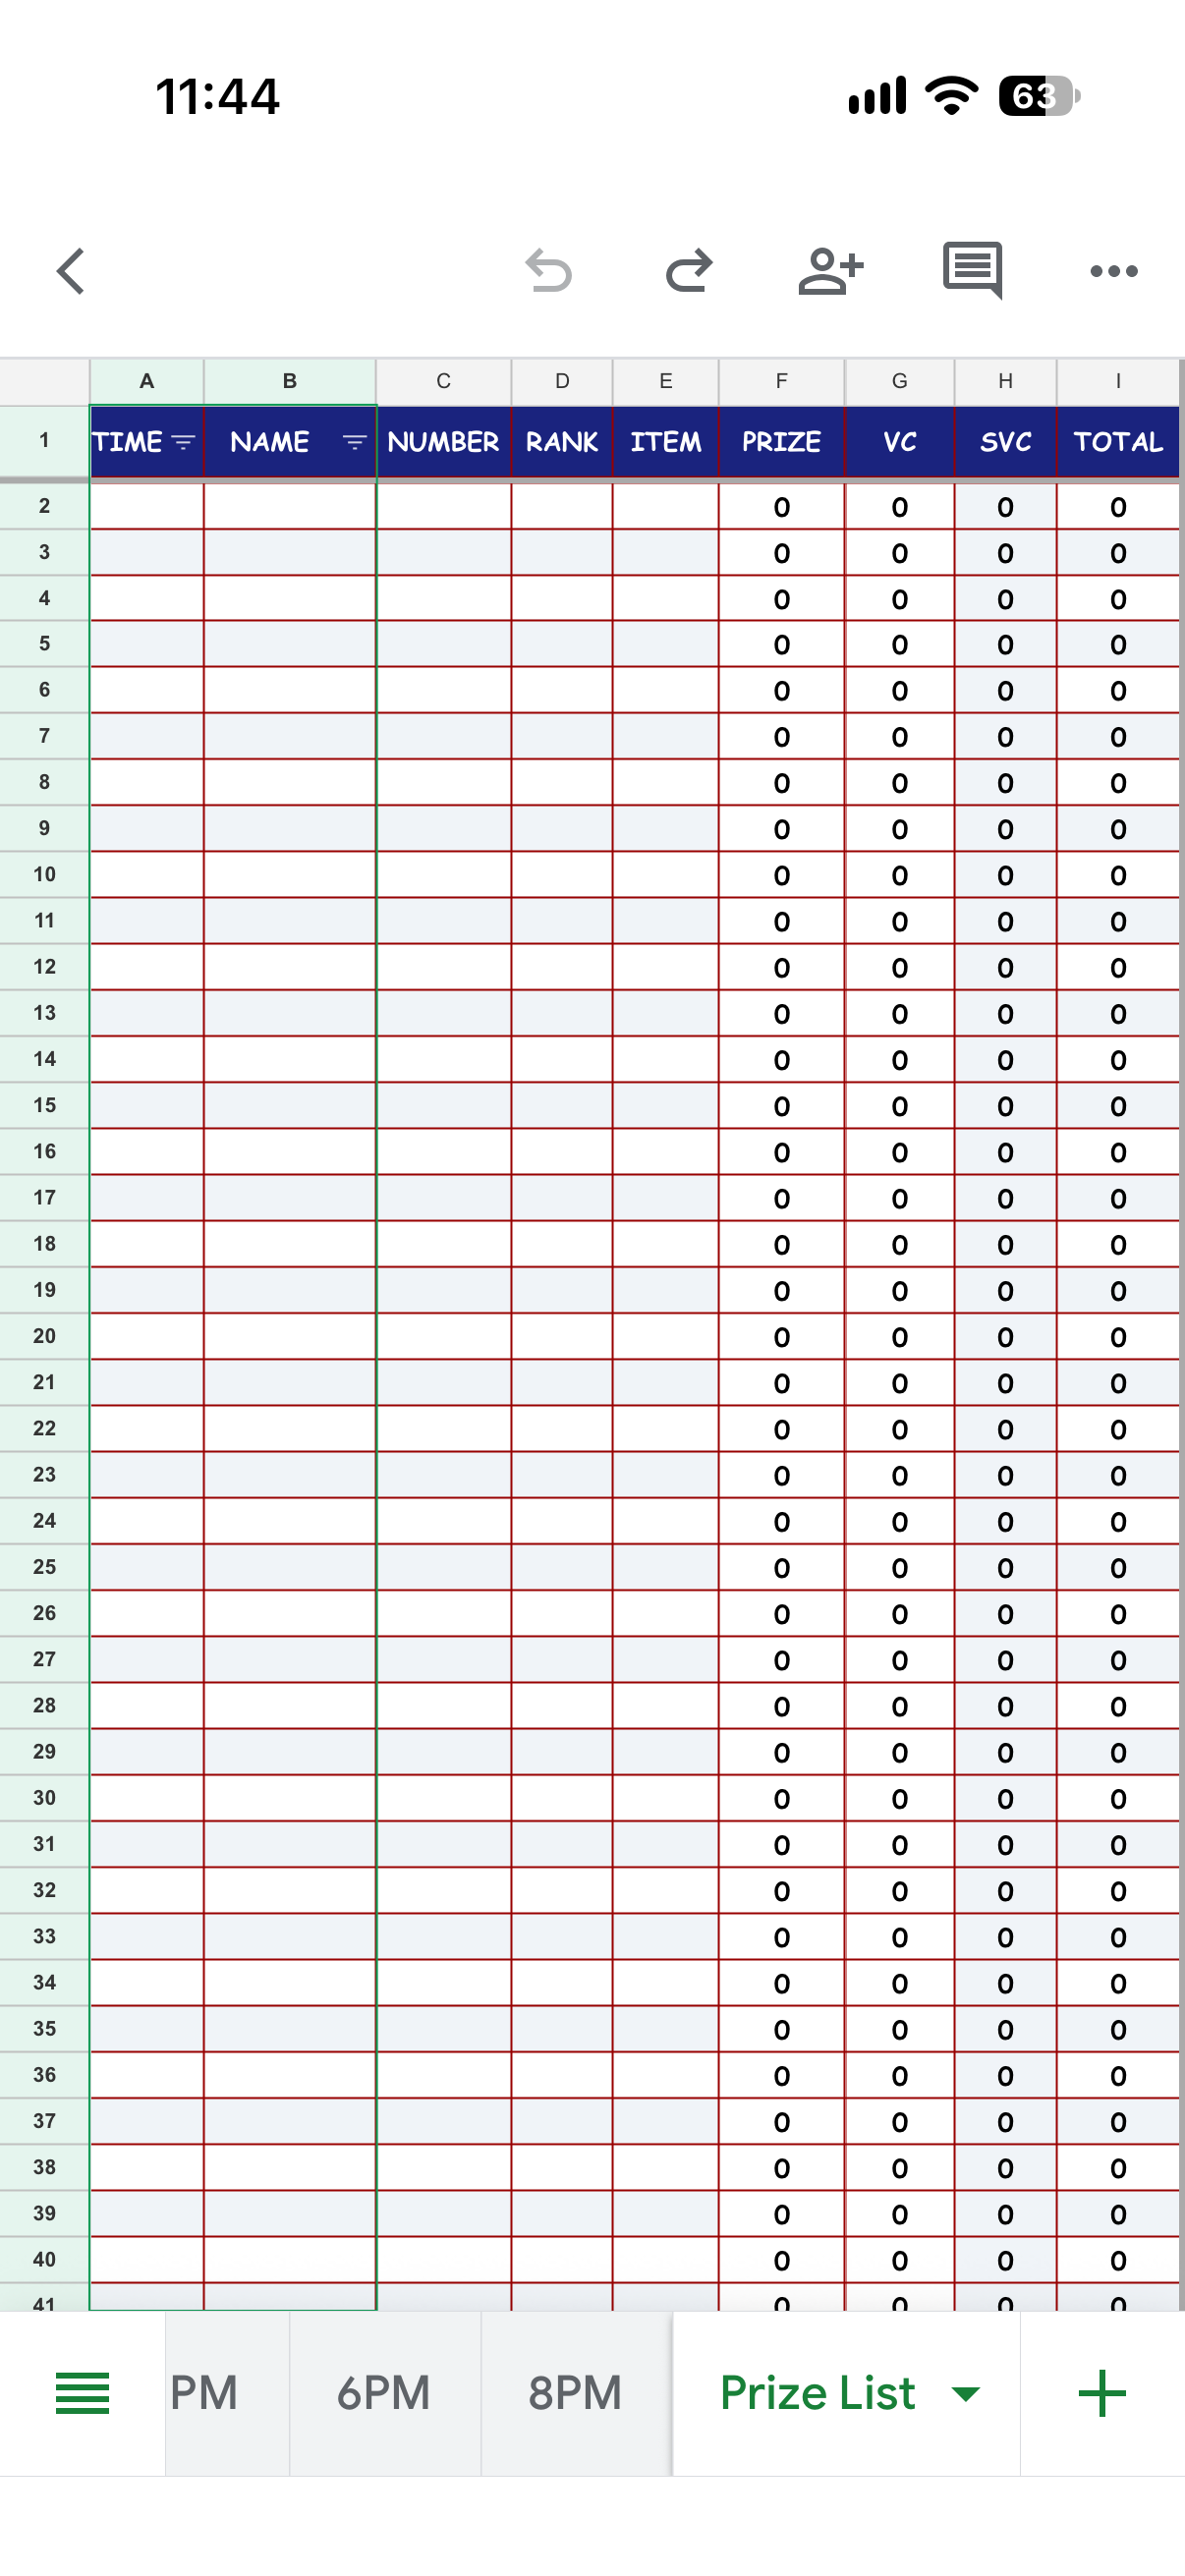 11:44
63
A B C D E F G H I
1 TIME NAME NUMBER RANK ITEM PRIZE VC SVC TOTAL
2 0 0 0 0
3 0 0 0 0
4 0 0 0 0
5 0 0 0 0
6 0 0 0 0
7 0 0 0 0
8 0 0 0 0
9 0 0 0 0
10 0 0 0 0
11 0 0 0 0
12 0 0 0 0
13 0 0 0 0
14 0 0 0 0
15 0 0 0 0
16 0 0 0 0
17 0 0 0 0
18 0 0 0 0
19 0 0 0 0
20 0 0 0 0
21 0 0 0 0
22 0 0 0 0
23 0 0 0 0
24 0 0 0 0
25 0 0 0 0
26 0 0 0 0
27 0 0 0 0
28 0 0 0 0
29 0 0 0 0
30 0 0 0 0
31 0 0 0 0
32 0 0 0 0
33 0 0 0 0
34 0 0 0 0
35 0 0 0 0
36 0 0 0 0
37 0 0 0 0
38 0 0 0 0
39 0 0 0 0
40 0 0 0 0
41 0 0 0 0
PM 6PM 8PM Prize List